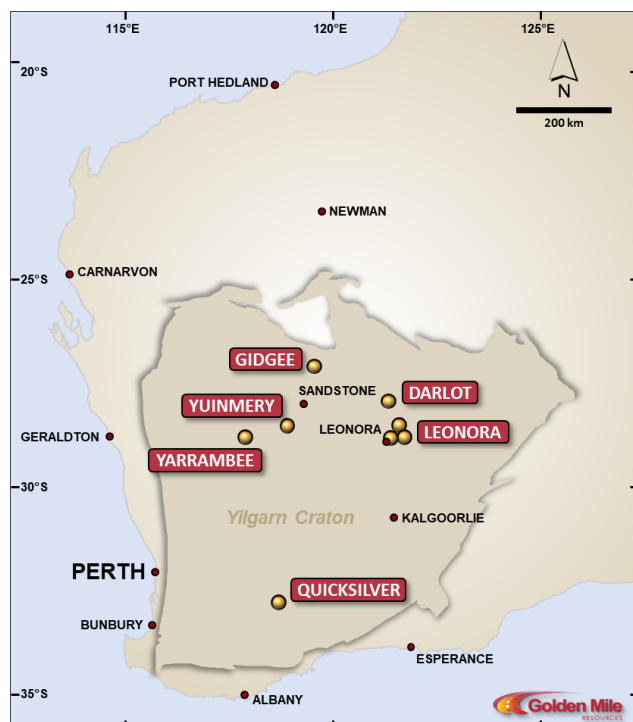 115°E
120°E
125°E
20°S
PORT HEDLAND
N
200 km
NEWMAN
25°S
CARNARVON
GIDGEE
SANDSTONE
DARLOT
YUINMERY
LEONORA
LEONORA
GERALDTON
YARRAMBEE
30°S
Yilgarn Craton
KALGOORLIE
PERTH
QUICKSILVER
BUNBURY
ESPERANCE
35°S
ALBANY
Golden Mile
RESOURCES